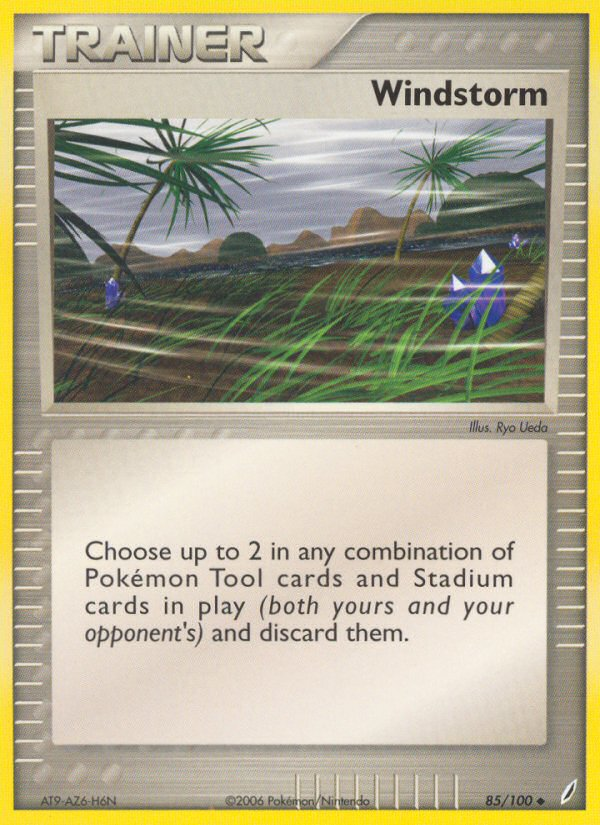 TRAINER
Windstorm
Illus. Ryo Ueda
Choose up to 2 in any combination of
Pokémon Tool cards and Stadium
cards in play (both yours and your
opponent's) and discard them.
AT9-AZ6-H6N
©2006 Pokémon/Nintendo
85/100 ◆